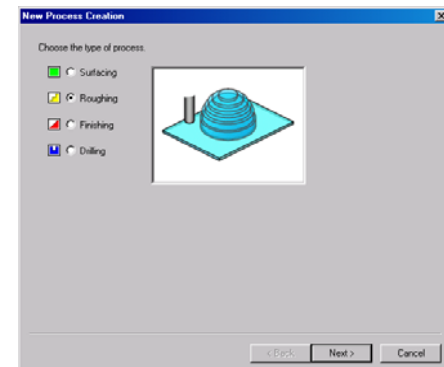 New Process Creation
Choose the type of process.
Surfacing
Roughing
Finishing
Drilling
< Back
Next >
Cancel